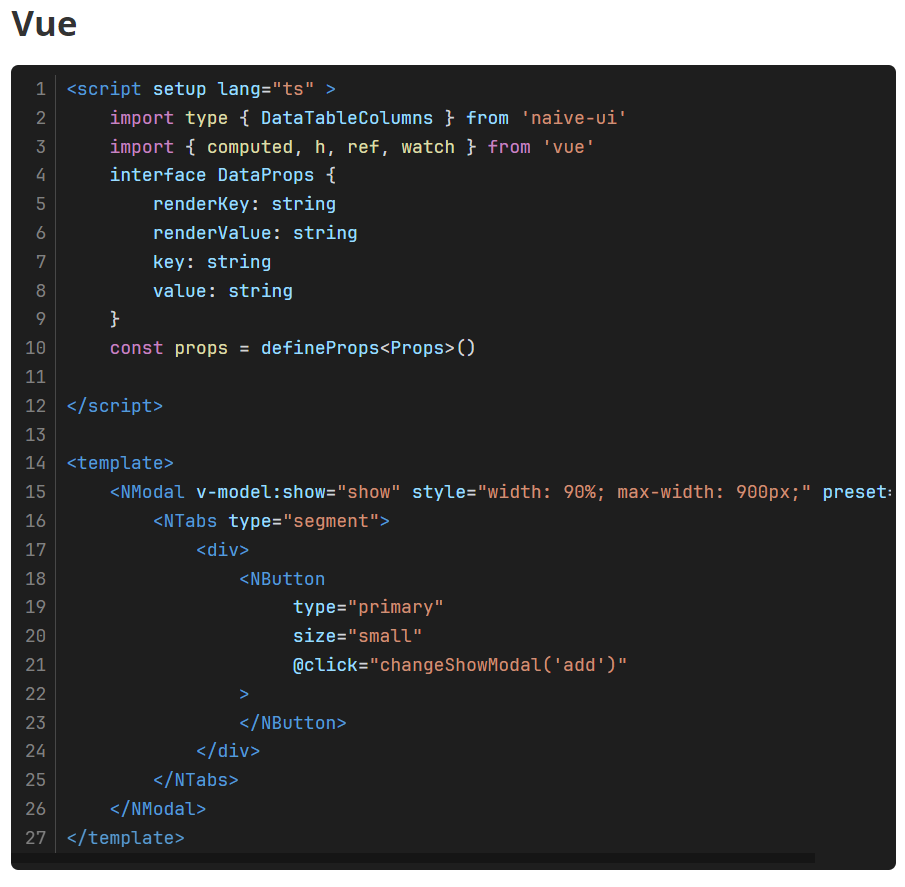 Vue
1 <script setup lang="ts" >
2     import type { DataTableColumns } from 'naive-ui'
3     import { computed, h, ref, watch } from 'vue'
4     interface DataProps {
5         renderKey: string
6         renderValue: string
7         key: string
8         value: string
9     }
10     const props = defineProps<Props>()
11
12 </script>
13
14 <template>
15     <NModal v-model:show="show" style="width: 90%; max-width: 900px;" preset=
16         <NTabs type="segment">
17             <div>
18                 <NButton
19                      type="primary"
20                      size="small"
21                      @click="changeShowModal('add')"
22                 >
23                 </NButton>
24             </div>
25         </NTabs>
26     </NModal>
27 </template>